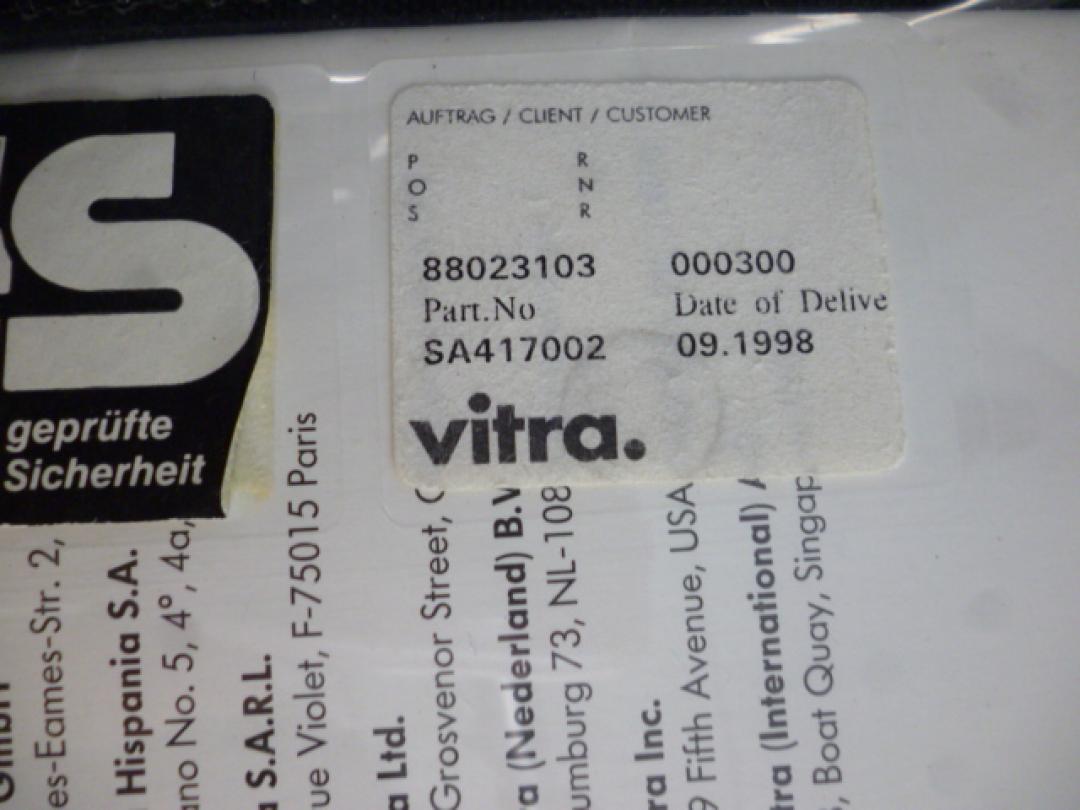 S
geprüfte
Sicherheit
AUFTRAG / CLIENT / CUSTOMER
P R
O N
S R
88023103 000300
Part.No Date of Delive
SA417002 09.1998
vitra.
es-Eames-Str. 2,
Hispania S.A.
ano No. 5, 4°, 4a,
S.A.R.L.
ue Violet, F-75015 Paris
a Ltd.
Grosvenor Street,
a (Nederland) B.V
umburg 73, NL-108
ra Inc.
9 Fifth Avenue, USA
tra (International) A
, Boat Quay, Singap